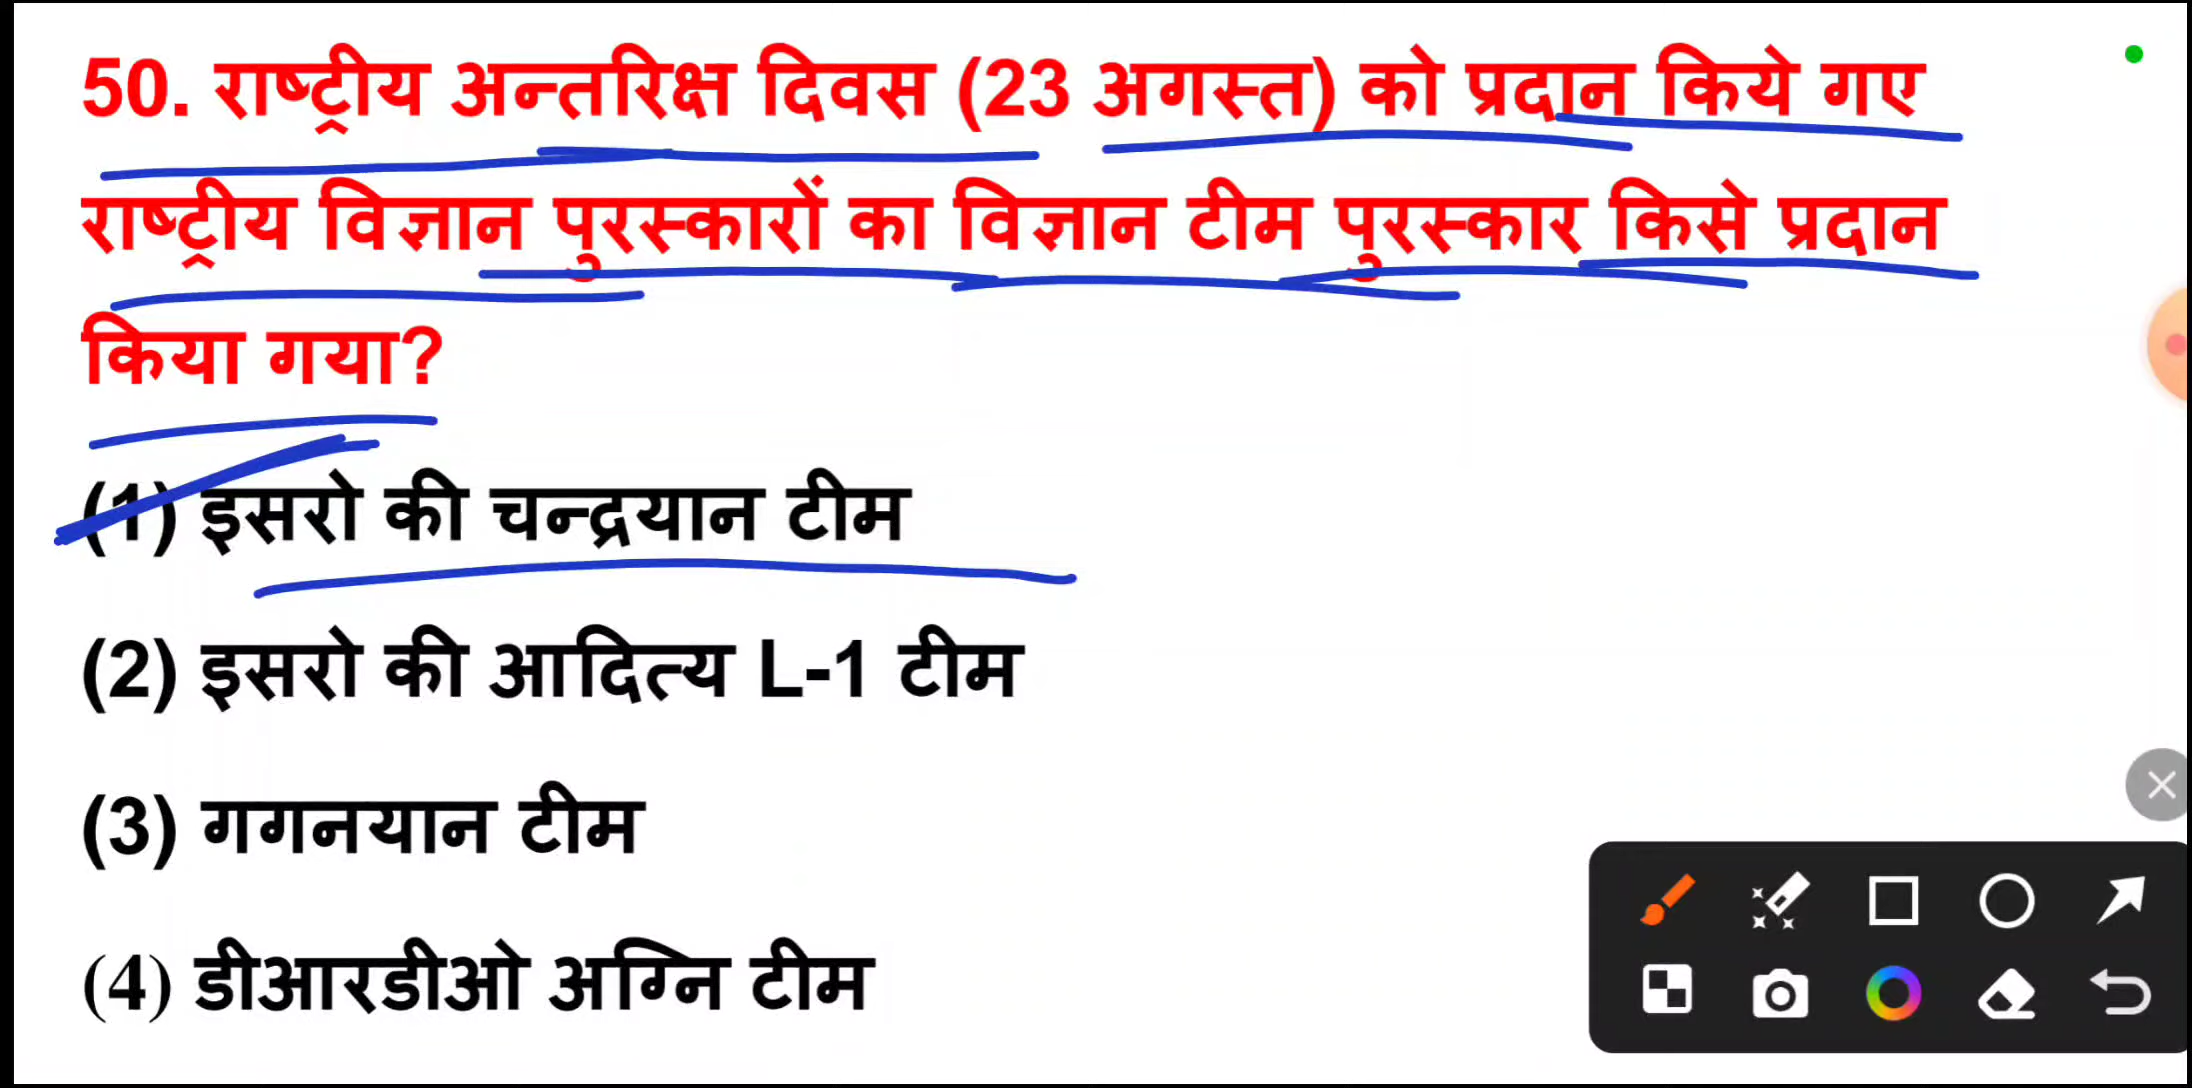 50. राष्ट्रीय अन्तरिक्ष दिवस (23 अगस्त) को प्रदान किये गए
राष्ट्रीय विज्ञान पुरस्कारों का विज्ञान टीम पुरस्कार किसे प्रदान
किया गया?
(1) इसरो की चन्द्रयान टीम
(2) इसरो की आदित्य L-1 टीम
(3) गगनयान टीम
(4) डीआरडीओ अग्नि टीम